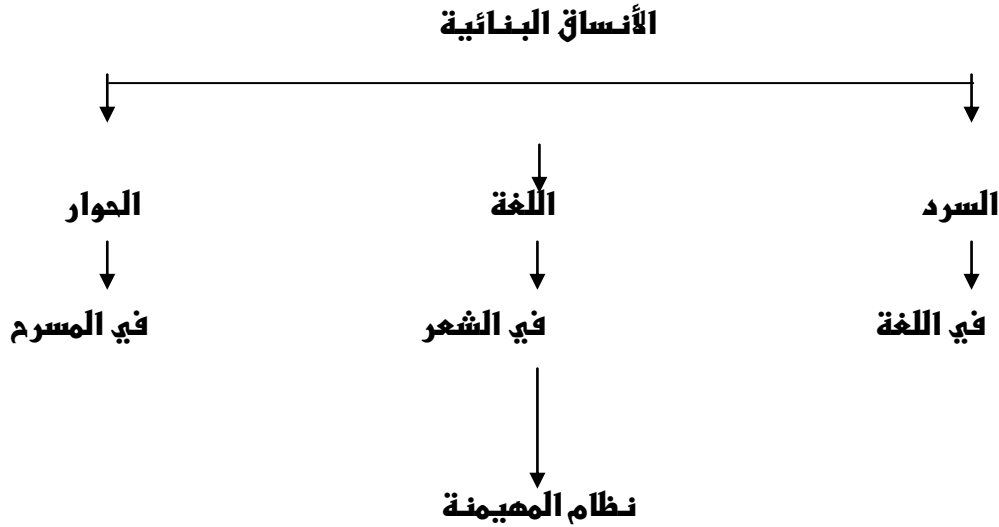 الأنساق البنائية
السرد اللغة الحوار
في اللغة في الشعر في المسرح
نظام المهيمنة